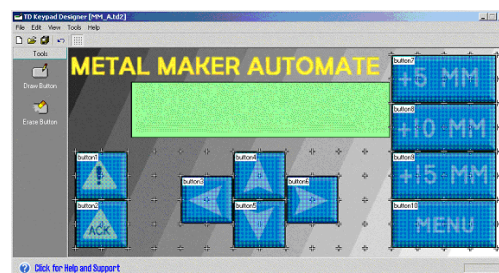 TD Keypad Designer [MM_A.td2]
File Edit View Tools Help
Tools
Draw Button
Erase Button
METAL MAKER AUTOMATE
button7
+5 MM
button8
+10 MM
button9
+15 MM
button10
MENU
button1
!
button2
ACK
button3
button4
button5
button6
Click for Help and Support